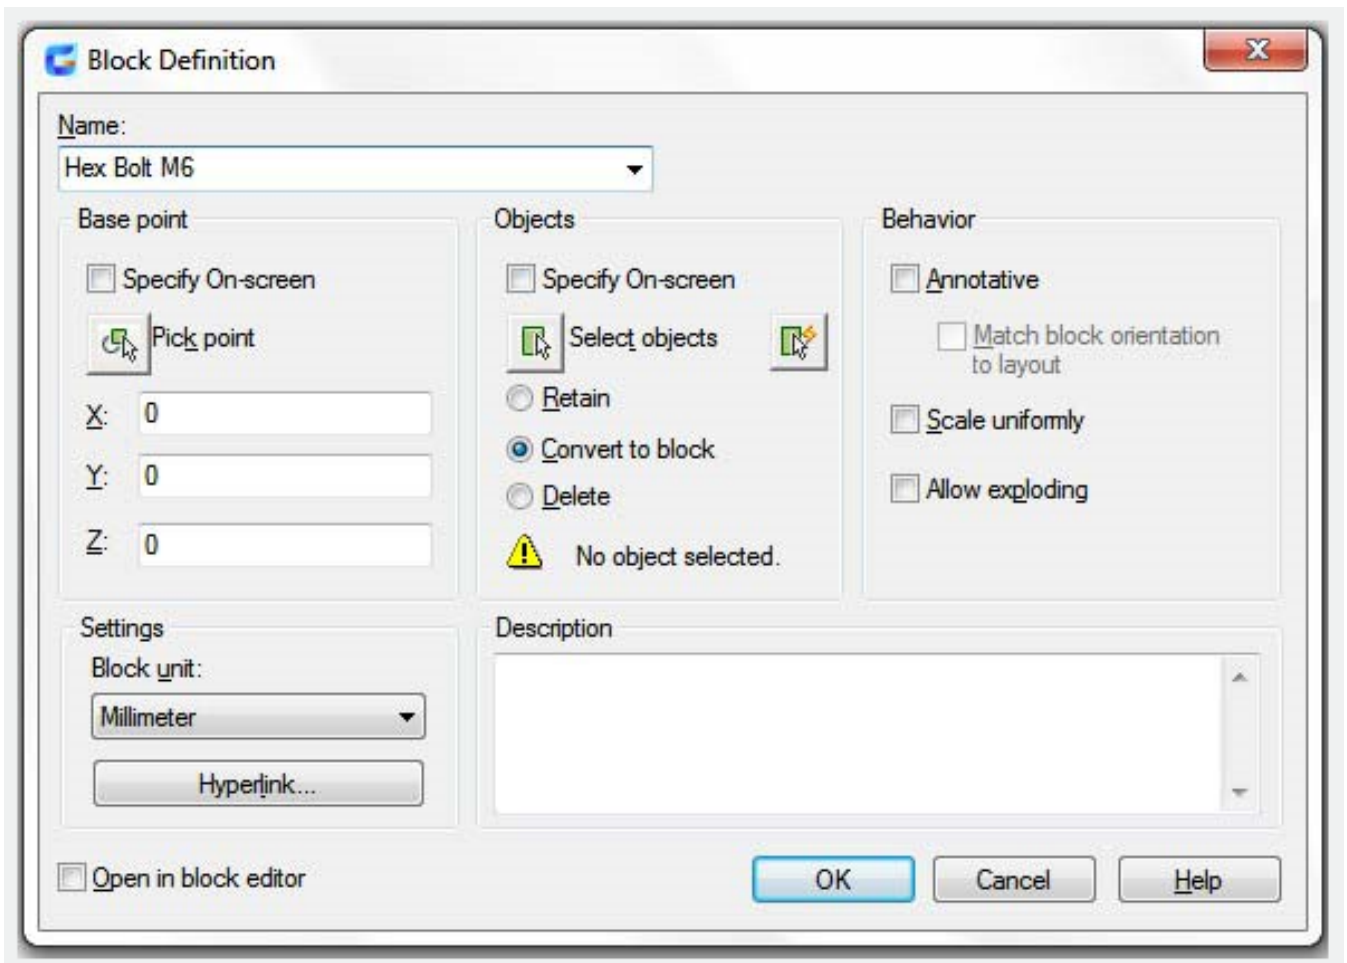 Block Definition
Name:
Hex Bolt M6
Base point
Specify On-screen
Pick point
X: 0
Y: 0
Z: 0
Objects
Specify On-screen
Select objects
Retain
Convert to block
Delete
No object selected.
Behavior
Annotative
Match block orientation
to layout
Scale uniformly
Allow exploding
Settings
Block unit:
Millimeter
Hyperlink...
Description
Open in block editor
OK
Cancel
Help